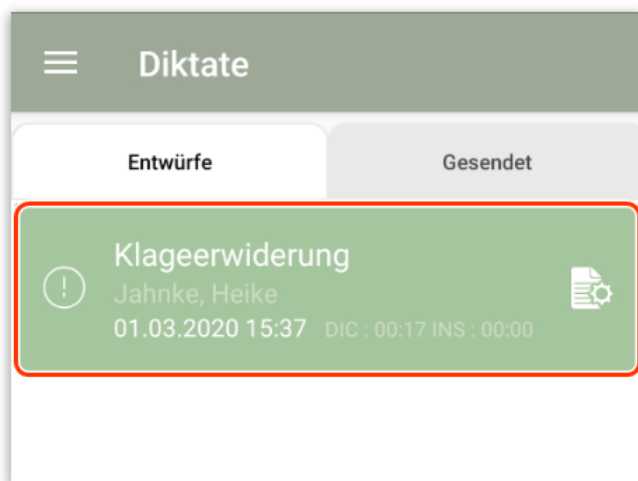 Diktate
Entwürfe Gesendet
Klageerwiderung
Jahnke, Heike
01.03.2020 15:37 DIC : 00:17 INS : 00:00